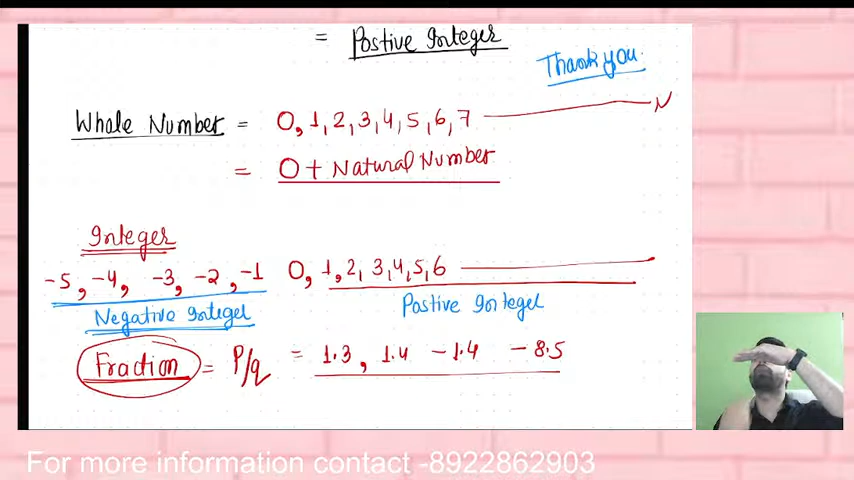 = Postive Integer
Thank you.
Whole Number = 0, 1, 2, 3, 4, 5, 6, 7 N
= 0 + Natural Number
Integer
-5, -4, -3, -2, -1 0, 1, 2, 3, 4, 5, 6
Negative Integer Postive Integer
Fraction = P/q = 1.3, 1.4 -1.4 -8.5
For more information contact -8922862903